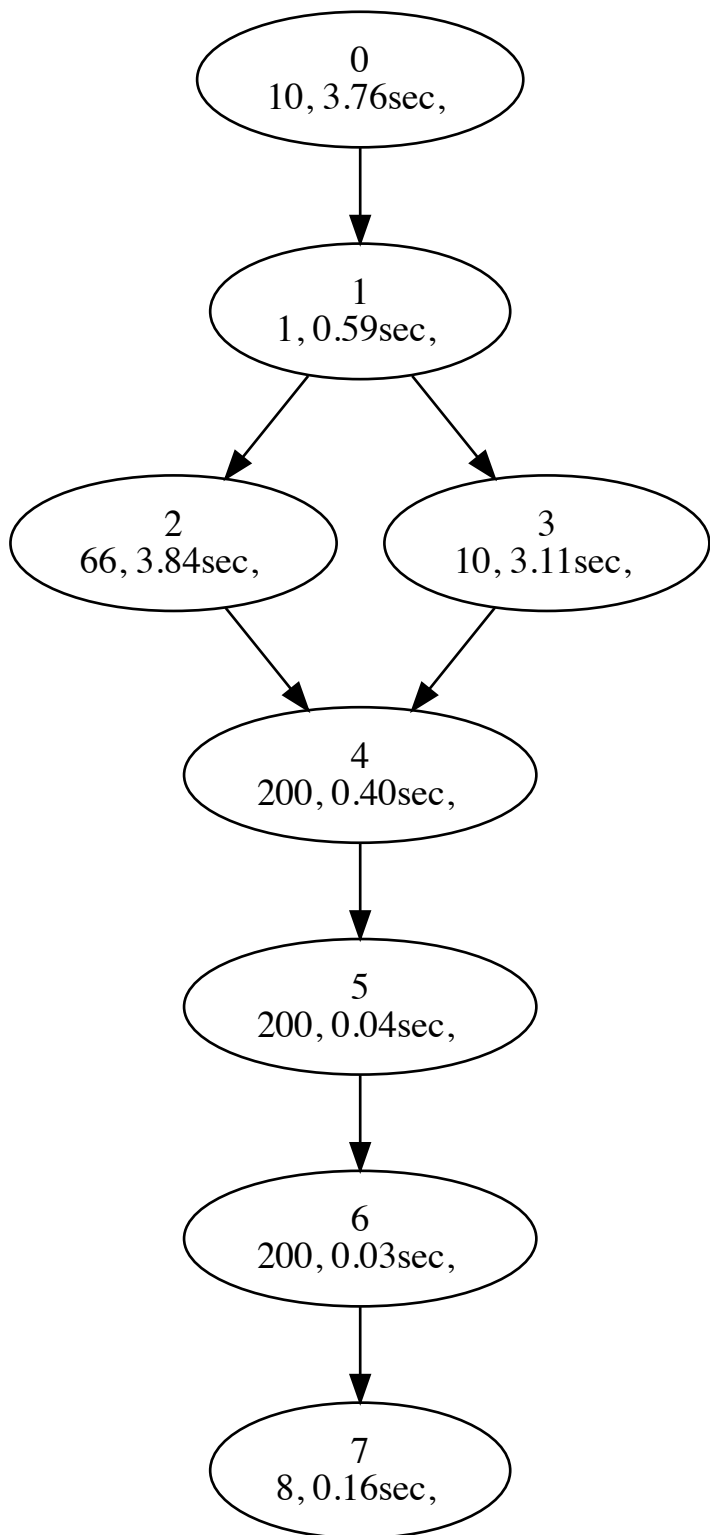 0
10, 3.76sec,
1
1, 0.59sec,
2
66, 3.84sec,
3
10, 3.11sec,
4
200, 0.40sec,
5
200, 0.04sec,
6
200, 0.03sec,
7
8, 0.16sec,